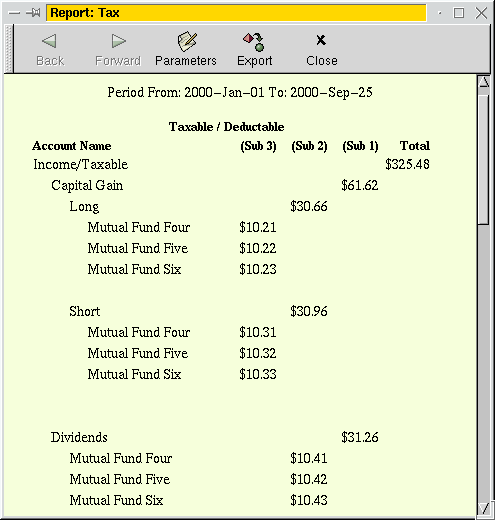 Report: Tax
Back Forward Parameters Export Close
Period From: 2000-Jan-01 To: 2000-Sep-25
Taxable / Deductable
Account Name (Sub 3) (Sub 2) (Sub 1) Total
Income/Taxable $325.48
Capital Gain $61.62
Long $30.66
Mutual Fund Four $10.21
Mutual Fund Five $10.22
Mutual Fund Six $10.23
Short $30.96
Mutual Fund Four $10.31
Mutual Fund Five $10.32
Mutual Fund Six $10.33
Dividends $31.26
Mutual Fund Four $10.41
Mutual Fund Five $10.42
Mutual Fund Six $10.43